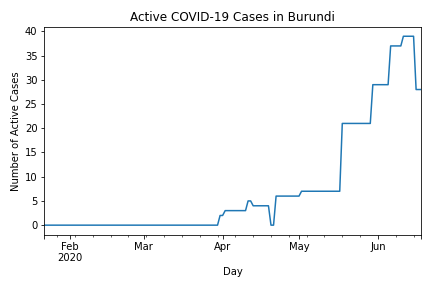 Active COVID-19 Cases in Burundi
Number of Active Cases
40
35
30
25
20
15
10
5
0
Feb
2020
Mar
Apr
May
Jun
Day